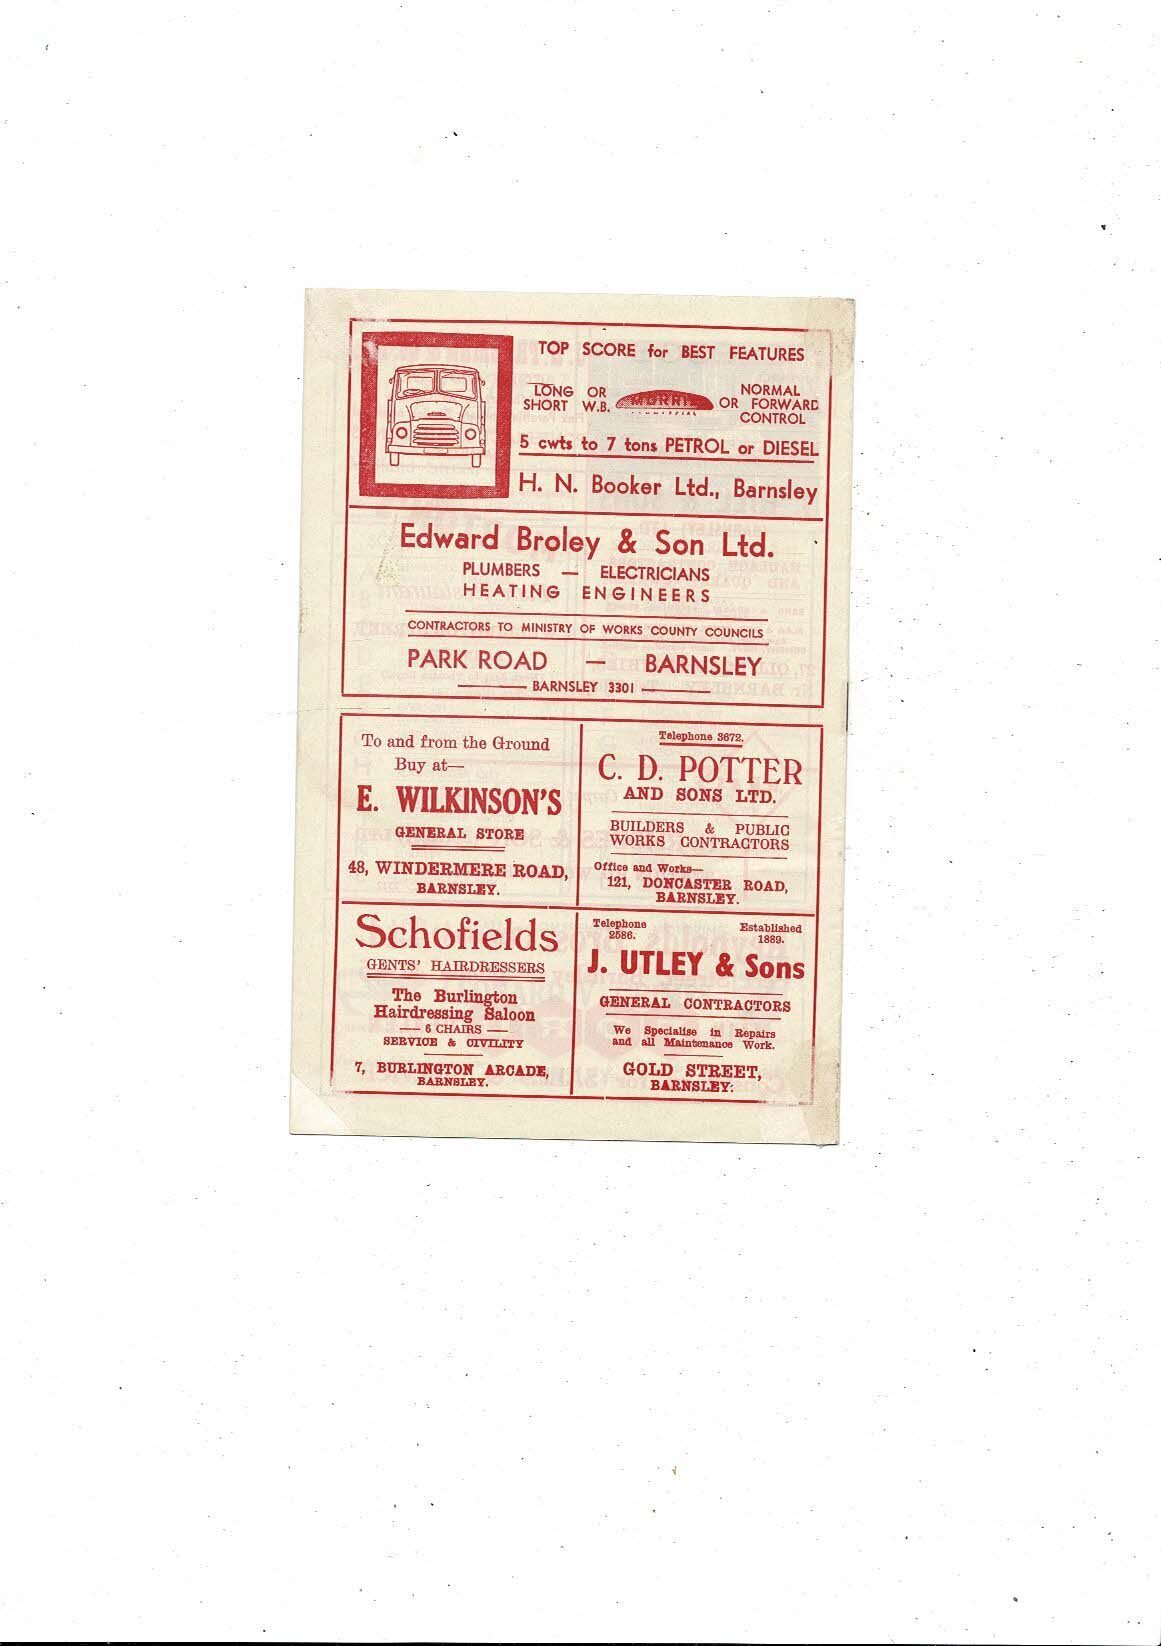 TOP SCORE for BEST FEATURES
LONG OR
SHORT W.B.
MORRIS
COMMERCIAL
NORMAL
OR FORWARD
CONTROL
5 cwts to 7 tons PETROL or DIESEL
H. N. Booker Ltd., Barnsley
Edward Broley & Son Ltd.
PLUMBERS — ELECTRICIANS
HEATING ENGINEERS
CONTRACTORS TO MINISTRY OF WORKS COUNTY COUNCILS
PARK ROAD — BARNSLEY
BARNSLEY 3301
To and from the Ground
Buy at—
E. WILKINSON'S
GENERAL STORE
48, WINDERMERE ROAD,
BARNSLEY.
Telephone 3672.
C. D. POTTER
AND SONS LTD.
BUILDERS & PUBLIC
WORKS CONTRACTORS
Office and Works—
121, DONCASTER ROAD,
BARNSLEY.
Schofields
GENTS' HAIRDRESSERS
The Burlington
Hairdressing Saloon
— 6 CHAIRS —
SERVICE & CIVILITY
7, BURLINGTON ARCADE,
BARNSLEY.
Telephone
2586.
Established
1889.
J. UTLEY & Sons
GENERAL CONTRACTORS
We Specialise in Repairs
and all Maintenance Work.
GOLD STREET,
BARNSLEY: